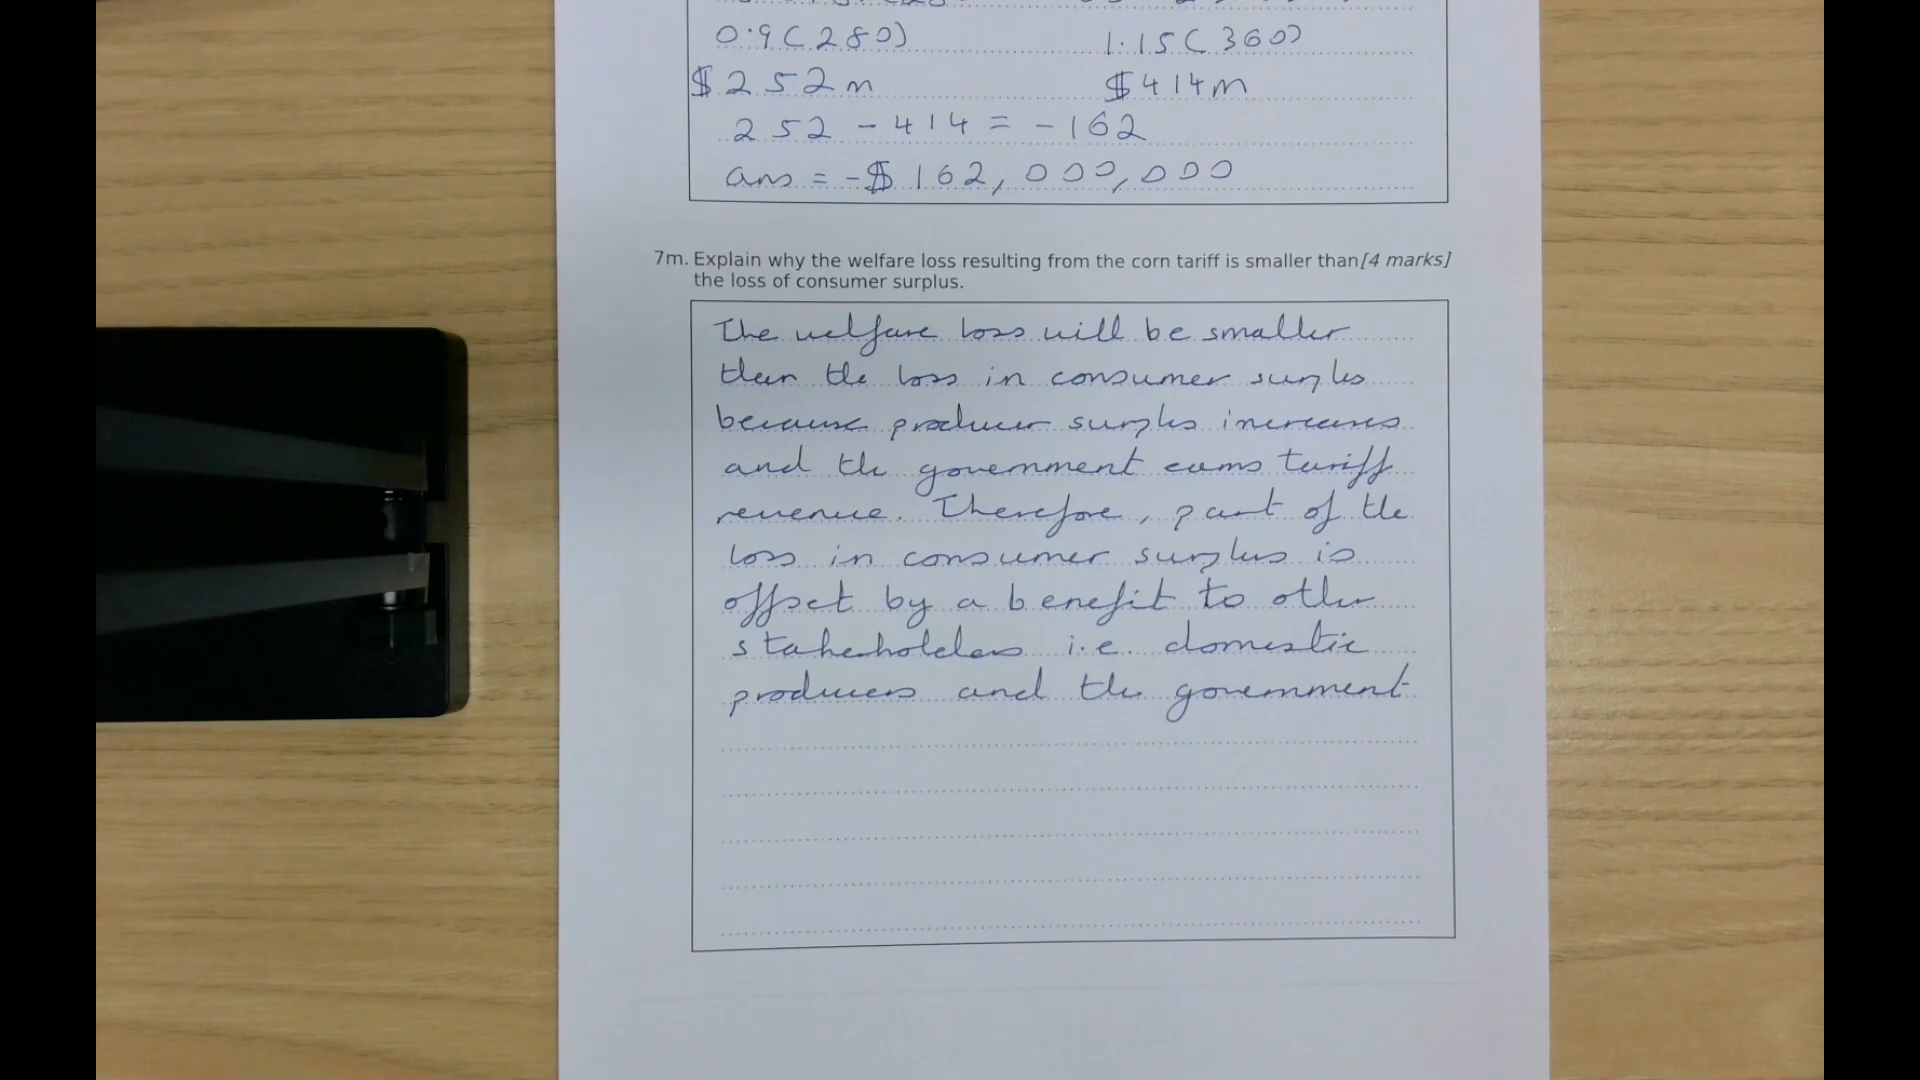 0.9(280) 1.15(360)
$252m $414m
252 - 414 = -162
ans = -$162,000,000
7m. Explain why the welfare loss resulting from the corn tariff is smaller than [4 marks]
the loss of consumer surplus.
The welfare loss will be smaller
than the loss in consumer surplus
because producer surplus increases
and the government earns tariff
revenue. Therefore, part of the
loss in consumer surplus is
offset by a benefit to other
stakeholders i.e. domestic
producers and the government